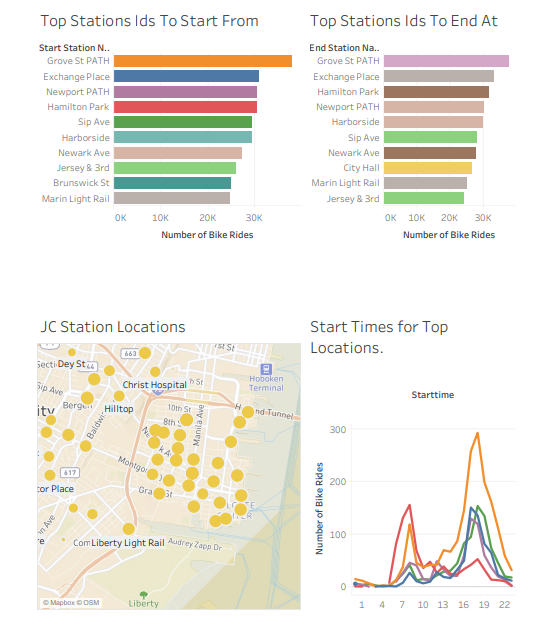 Top Stations Ids To Start From
Top Stations Ids To End At
Start Station N..
Grove St PATH
Exchange Place
Newport PATH
Hamilton Park
Sip Ave
Harborside
Newark Ave
Jersey & 3rd
Brunswick St
Marin Light Rail
0K 10K 20K 30K
Number of Bike Rides
End Station Na..
Grove St PATH
Exchange Place
Hamilton Park
Newport PATH
Harborside
Sip Ave
Newark Ave
City Hall
Marin Light Rail
Jersey & 3rd
0K 10K 20K 30K
Number of Bike Rides
JC Station Locations
663
1st St
Dey St
44
Christ Hospital
Hoboken
Terminal
Sip Ave
Hilltop
8th
10th St
Manila Ave
617
Liberty Light Rail
Audrey Zapp Dr
Liberty
© Mapbox © OSM
Start Times for Top
Locations.
Starttime
Number of Bike Rides
300
200
100
0
1 4 7 10 13 16 19 22